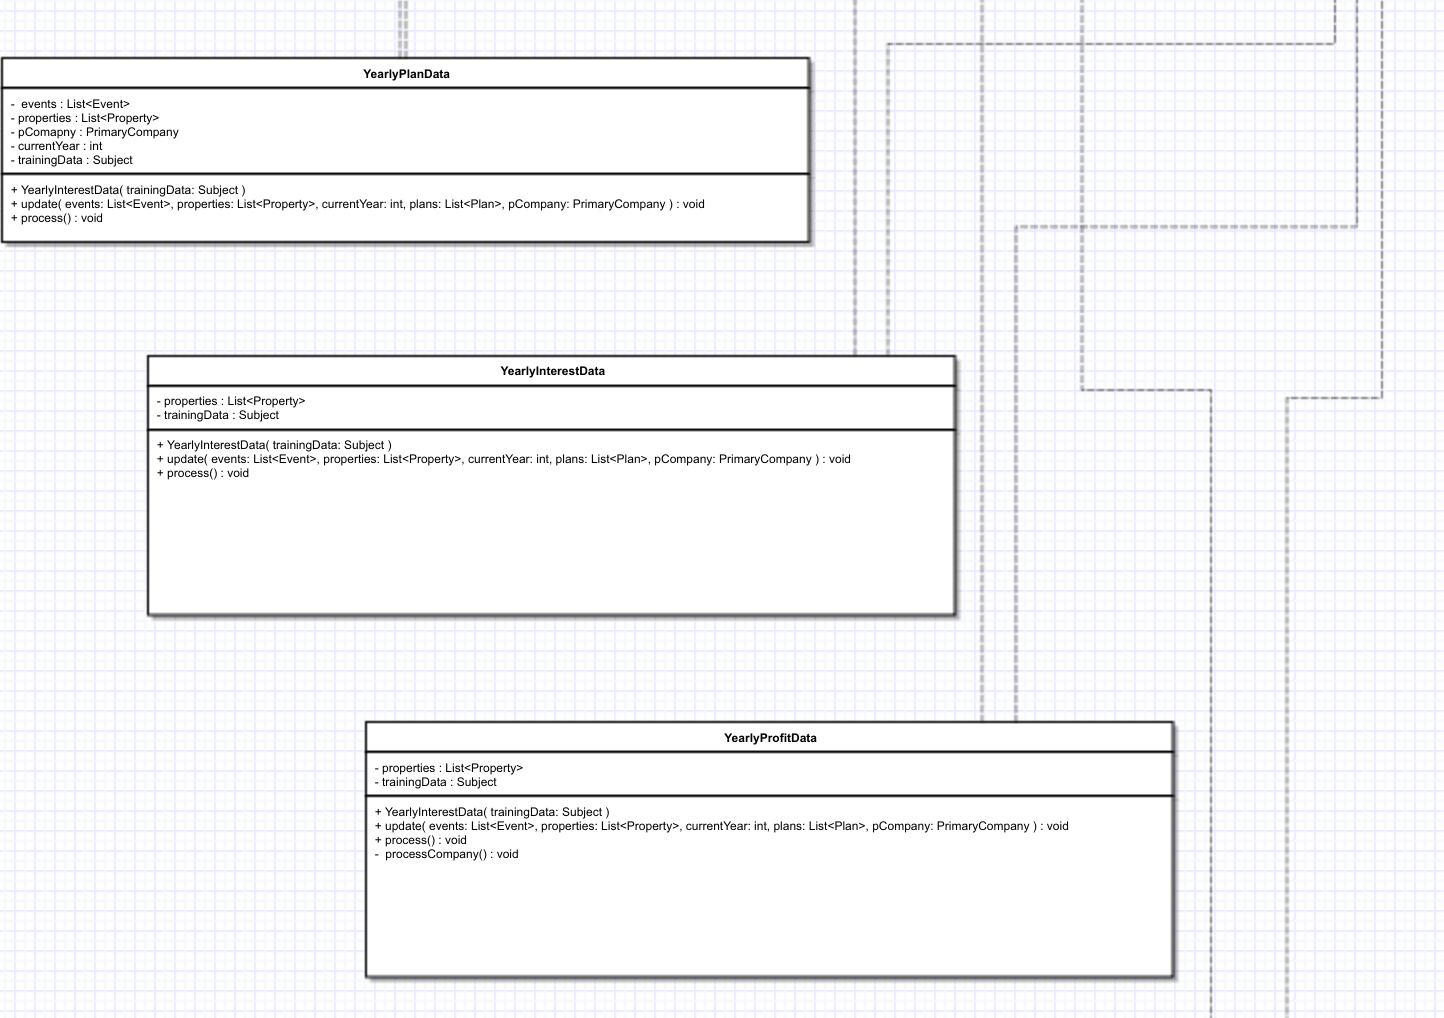 YearlyPlanData
-  events : List<Event>
- properties : List<Property>
- pComapny : PrimaryCompany
- currentYear : int
- trainingData : Subject
+ YearlyInterestData( trainingData: Subject )
+ update( events: List<Event>, properties: List<Property>, currentYear: int, plans: List<Plan>, pCompany: PrimaryCompany ) : void
+ process() : void
YearlyInterestData
- properties : List<Property>
- trainingData : Subject
+ YearlyInterestData( trainingData: Subject )
+ update( events: List<Event>, properties: List<Property>, currentYear: int, plans: List<Plan>, pCompany: PrimaryCompany ) : void
+ process() : void
YearlyProfitData
- properties : List<Property>
- trainingData : Subject
+ YearlyInterestData( trainingData: Subject )
+ update( events: List<Event>, properties: List<Property>, currentYear: int, plans: List<Plan>, pCompany: PrimaryCompany ) : void
+ process() : void
-  processCompany() : void